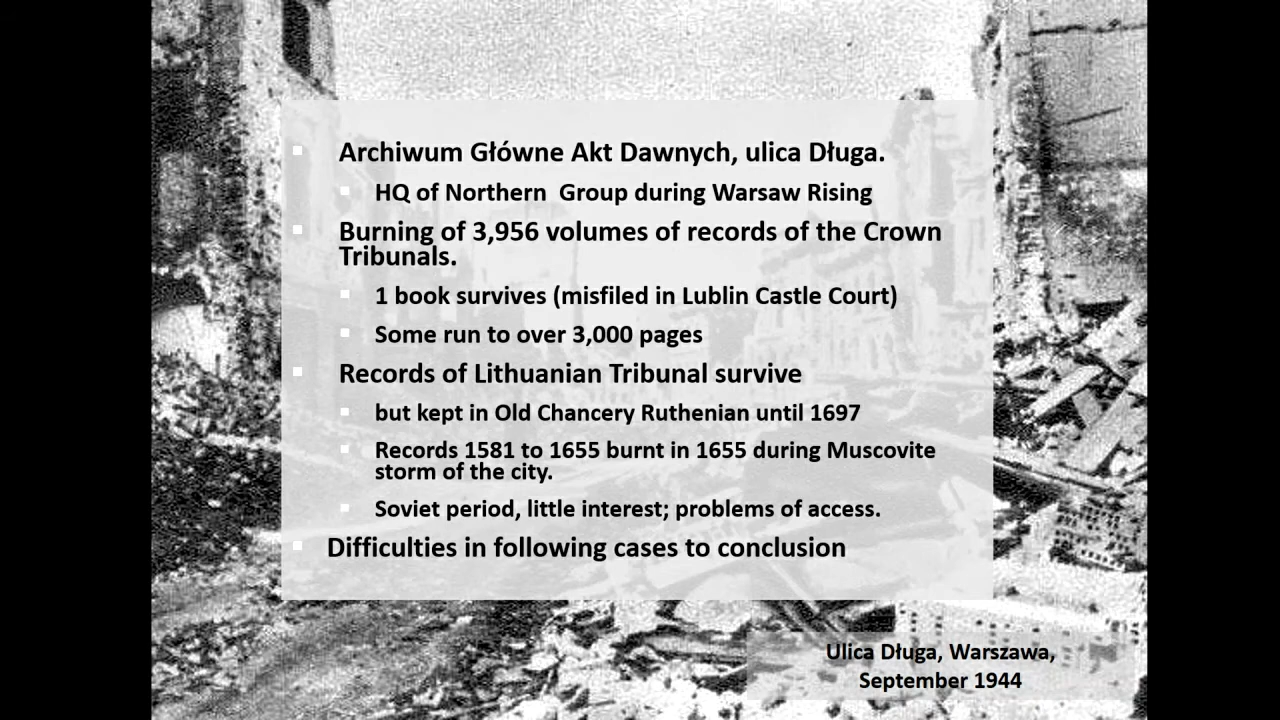 Archiwum Główne Akt Dawnych, ulica Długa.
HQ of Northern Group during Warsaw Rising
Burning of 3,956 volumes of records of the Crown
Tribunals.
1 book survives (misfiled in Lublin Castle Court)
Some run to over 3,000 pages
Records of Lithuanian Tribunal survive
but kept in Old Chancery Ruthenian until 1697
Records 1581 to 1655 burnt in 1655 during Muscovite
storm of the city.
Soviet period, little interest; problems of access.
Difficulties in following cases to conclusion
Ulica Długa, Warszawa,
September 1944